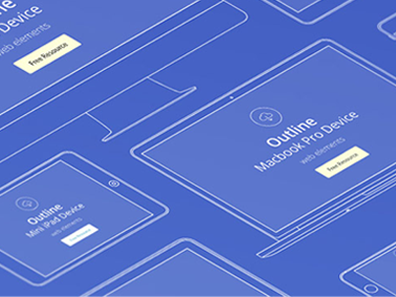 Device
web elements
Free Resource
Outline
Macbook Pro Device
web elements
Free Resource
Outline
Mini iPad Device
web elements